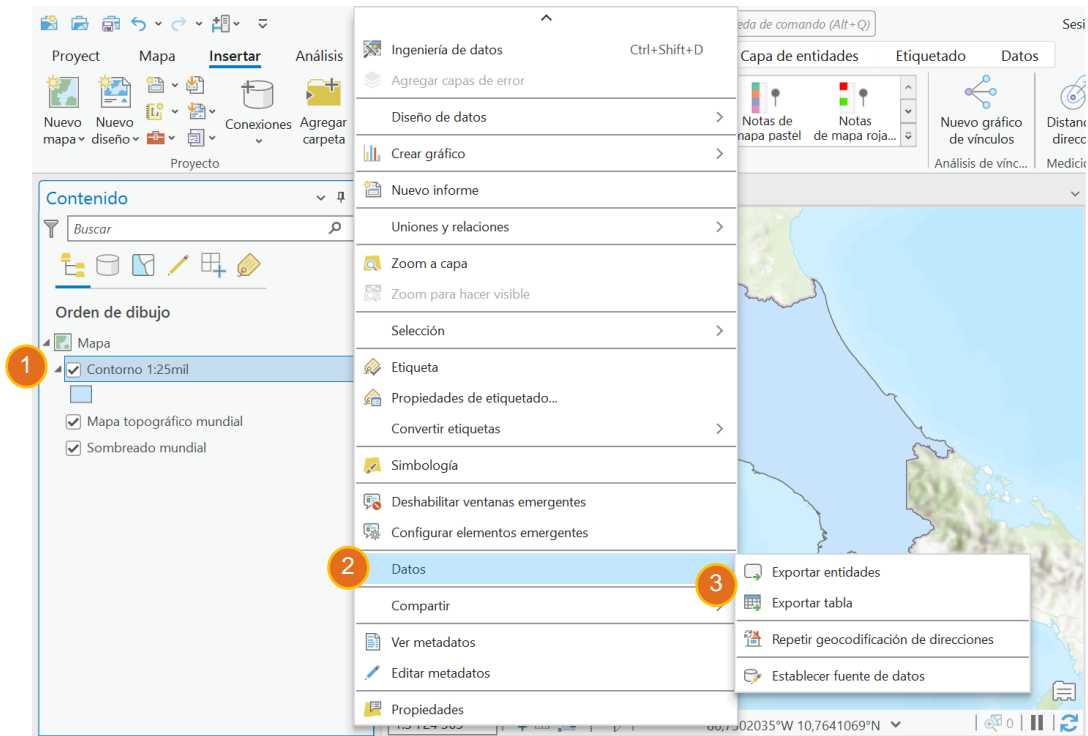 eda de comando (Alt+Q)
Sesi
Proyect
Mapa
Insertar
Análisis
Capa de entidades
Etiquetado
Datos
Nuevo mapa
Nuevo diseño
Conexiones
Agregar carpeta
Proyecto
Notas de
mapa pastel
Notas
de mapa roja...
Nuevo gráfico
de vínculos
Análisis de vínc...
Distanc
direcc
Medicio
Contenido
Buscar
Orden de dibujo
Mapa
1
Contorno 1:25mil
Mapa topográfico mundial
Sombreado mundial
Ingeniería de datos Ctrl+Shift+D
Agregar capas de error
Diseño de datos
Crear gráfico
Nuevo informe
Uniones y relaciones
Zoom a capa
Zoom para hacer visible
Selección
Etiqueta
Propiedades de etiquetado...
Convertir etiquetas
Simbología
Deshabilitar ventanas emergentes
Configurar elementos emergentes
2
Datos
Compartir
Ver metadatos
Editar metadatos
Propiedades
3
Exportar entidades
Exportar tabla
Repetir geocodificación de direcciones
Establecer fuente de datos
10,7641069°N
0